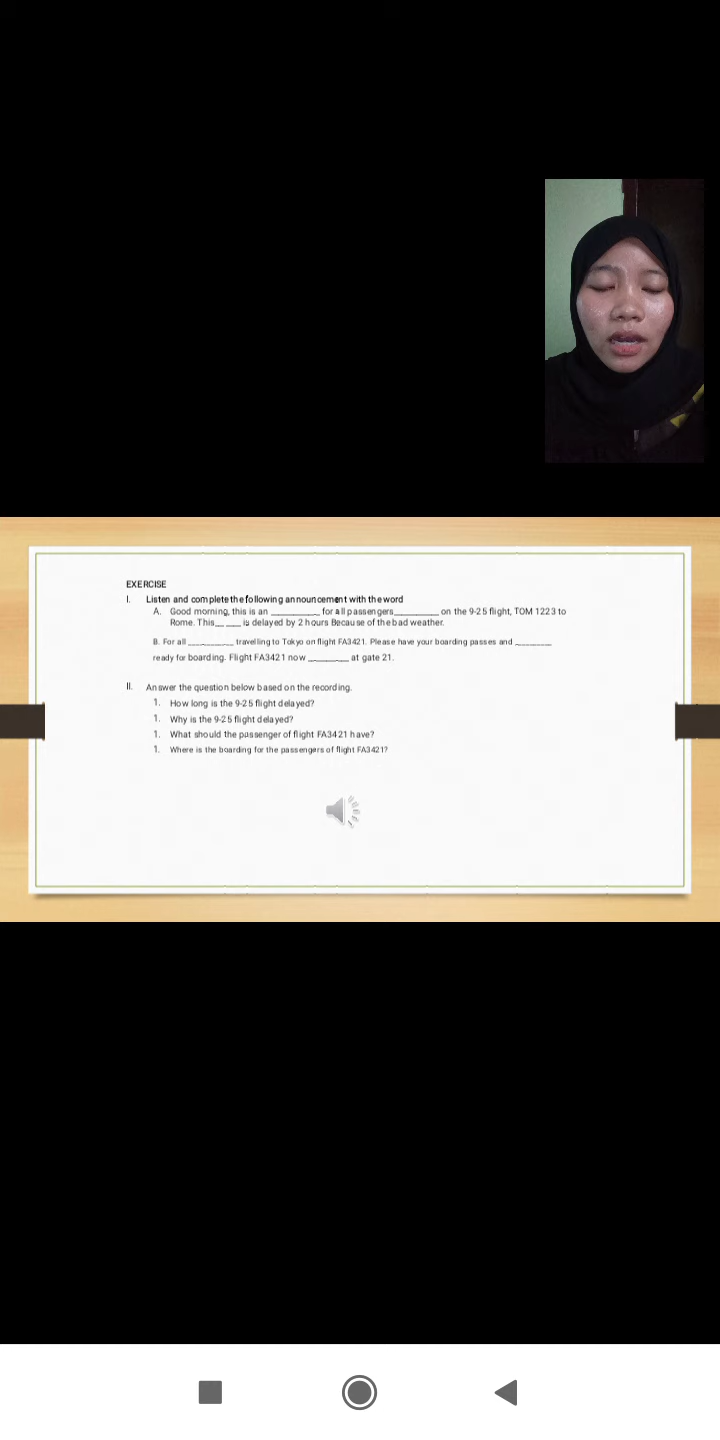 EXERCISE
I. Listen and complete the following announcement with the word
A. Good morning, this is an __________ for all passengers_________ on the 9-25 flight, TOM 1223 to
Rome. This__ ___ is delayed by 2 hours Because of the bad weather.
B. For all __________ travelling to Tokyo on flight FA3421. Please have your boarding passes and ________
ready for boarding. Flight FA3421 now _________ at gate 21.
II. Answer the question below based on the recording.
1. How long is the 9-25 flight delayed?
1. Why is the 9-25 flight delayed?
1. What should the passenger of flight FA3421 have?
1. Where is the boarding for the passengers of flight FA3421?